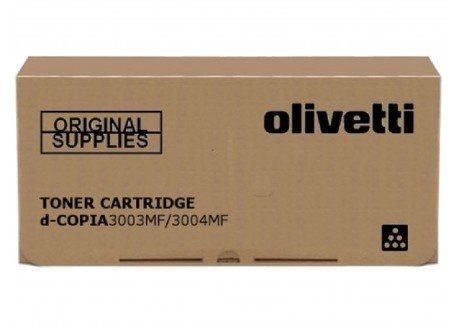 ORIGINAL
SUPPLIES
olivetti
TONER CARTRIDGE
d-COPIA3003MF/3004MF